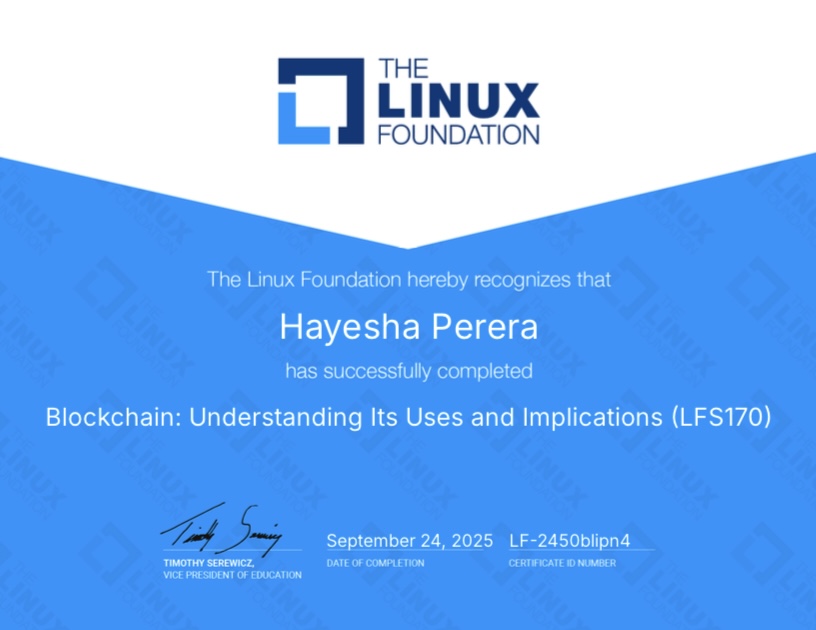 THE
LINUX
FOUNDATION
The Linux Foundation hereby recognizes that
Hayesha Perera
has successfully completed
Blockchain: Understanding Its Uses and Implications (LFS170)
Timothy Serewicz
September 24, 2025 LF-2450blipn4
TIMOTHY SEREWICZ, DATE OF COMPLETION CERTIFICATE ID NUMBER
VICE PRESIDENT OF EDUCATION